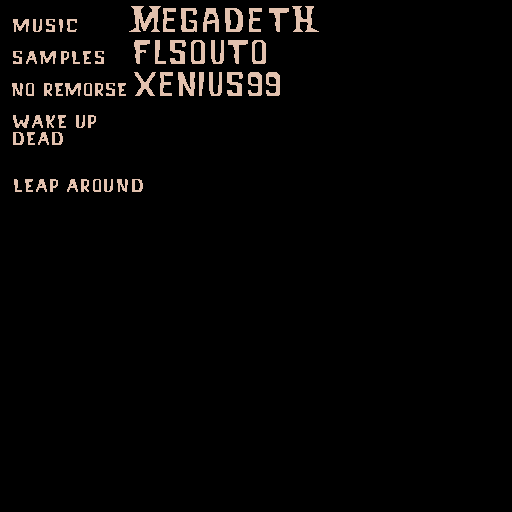 MUSIC MEGADETH
SAMPLES FLSOUTO
NO REMORSE XENIUS99
WAKE UP
DEAD
LEAP AROUND